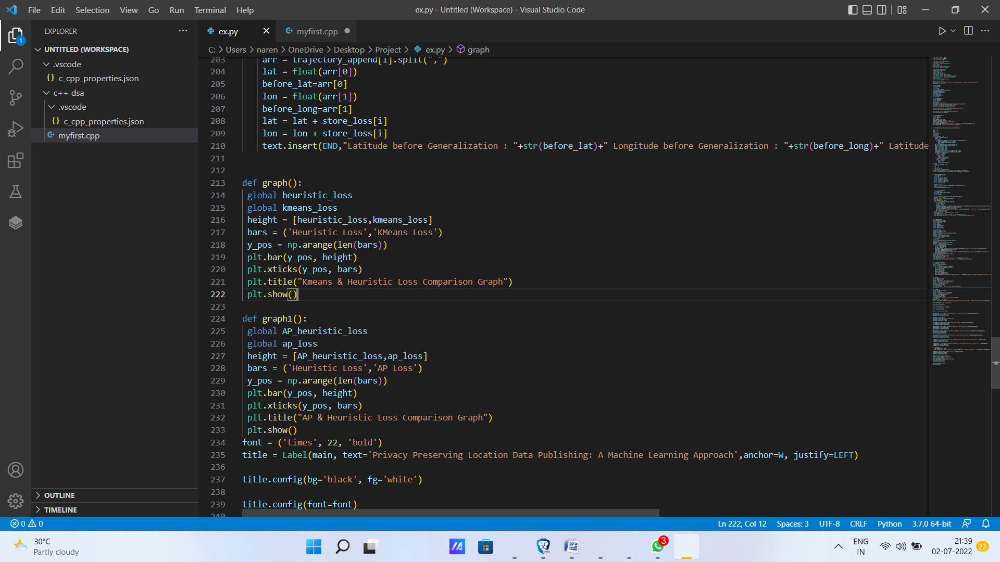 File Edit Selection View Go Run Terminal Help
ex.py - Untitled (Workspace) - Visual Studio Code
EXPLORER
1
UNTITLED (WORKSPACE)
.vscode
{} c_cpp_properties.json
c++ dsa
.vscode
{} c_cpp_properties.json
myfirst.cpp
OUTLINE
TIMELINE
ex.py
myfirst.cpp
C: > Users > naren > OneDrive > Desktop > Project > ex.py > graph
203 arr = trajectory_append[i].split(",")
204 lat = float(arr[0])
205 before_lat=arr[0]
206 lon = float(arr[1])
207 before_long=arr[1]
208 lat = lat + store_loss[i]
209 lon = lon + store_loss[i]
210 text.insert(END,"Latitude before Generalization : "+str(before_lat)+" Longitude before Generalization : "+str(before_long)+" Latitude
211
212
213 def graph():
214 global heuristic_loss
215 global kmeans_loss
216 height = [heuristic_loss,kmeans_loss]
217 bars = ('Heuristic Loss','KMeans Loss')
218 y_pos = np.arange(len(bars))
219 plt.bar(y_pos, height)
220 plt.xticks(y_pos, bars)
221 plt.title("Kmeans & Heuristic Loss Comparison Graph")
222 plt.show()
223
224 def graph1():
225 global AP_heuristic_loss
226 global ap_loss
227 height = [AP_heuristic_loss,ap_loss]
228 bars = ('Heuristic Loss','AP Loss')
229 y_pos = np.arange(len(bars))
230 plt.bar(y_pos, height)
231 plt.xticks(y_pos, bars)
232 plt.title("AP & Heuristic Loss Comparison Graph")
233 plt.show()
234 font = ('times', 22, 'bold')
235 title = Label(main, text='Privacy Preserving Location Data Publishing: A Machine Learning Approach',anchor=W, justify=LEFT)
236
237 title.config(bg='black', fg='white')
238
239 title.config(font=font)
240
0 0
Ln 222, Col 12 Spaces: 3 UTF-8 CRLF Python 3.7.0 64-bit
30°C
Partly cloudy
3
ENG
IN
21:39
02-07-2022
22